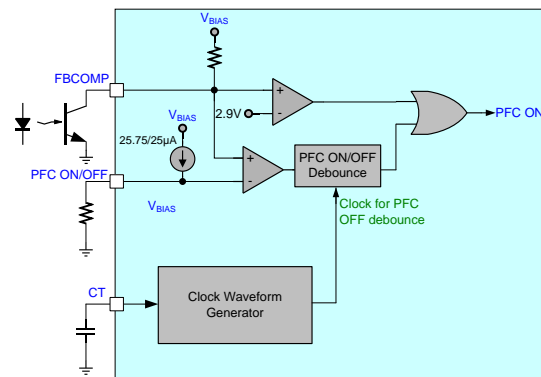 VBIAS
FBCOMP
+
-
2.9V
PFC ON
VBIAS
25.75/25µA
PFC ON/OFF
+
-
PFC ON/OFF
Debounce
VBIAS
Clock for PFC
OFF debounce
CT
Clock Waveform
Generator